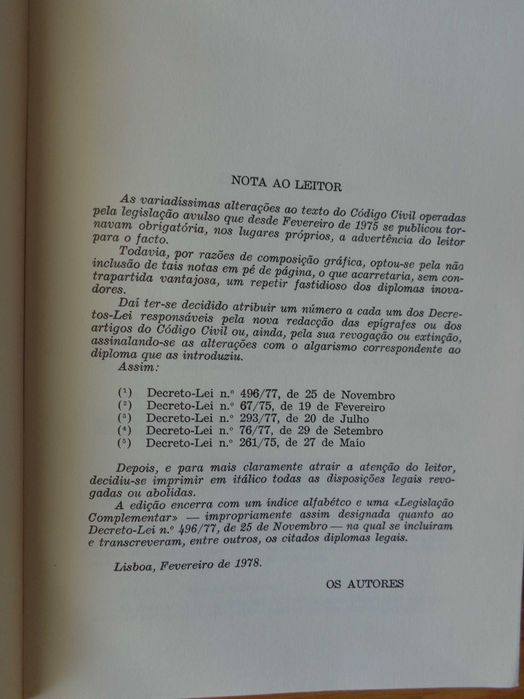 NOTA AO LEITOR
As variadíssimas alterações ao texto do Código Civil operadas
pela legislação avulso que desde Fevereiro de 1975 se publicou tor-
navam obrigatória, nos lugares próprios, a advertência do leitor
para o facto.
Todavia, por razões de composição gráfica, optou-se pela não
inclusão de tais notas em pé de página, o que acarretaria, sem con-
trapartida vantajosa, um repetir fastidioso dos diplomas inova-
dores.
Daí ter-se decidido atribuir um número a cada um dos Decre-
tos-Lei responsáveis pela nova redacção das epígrafes ou dos
artigos do Código Civil ou, ainda, pela sua revogação ou extinção,
assinalando-se as alterações com o algarismo correspondente ao
diploma que as introduziu.
Assim:
(¹) Decreto-Lei n.º 496/77, de 25 de Novembro
(²) Decreto-Lei n.º 67/75, de 19 de Fevereiro
(³) Decreto-Lei n.º 293/77, de 20 de Julho
(⁴) Decreto-Lei n.º 76/77, de 29 de Setembro
(⁵) Decreto-Lei n.º 261/75, de 27 de Maio
Depois, e para mais claramente atrair a atenção do leitor,
decidiu-se imprimir em itálico todas as disposições legais revo-
gadas ou abolidas.
A edição encerra com um índice alfabétco e uma «Legislação
Complementar» — impropriamente assim designada quanto ao
Decreto-Lei n.º 496/77, de 25 de Novembro — na qual se incluíram
e transcreveram, entre outros, os citados diplomas legais.
Lisboa, Fevereiro de 1978.
OS AUTORES